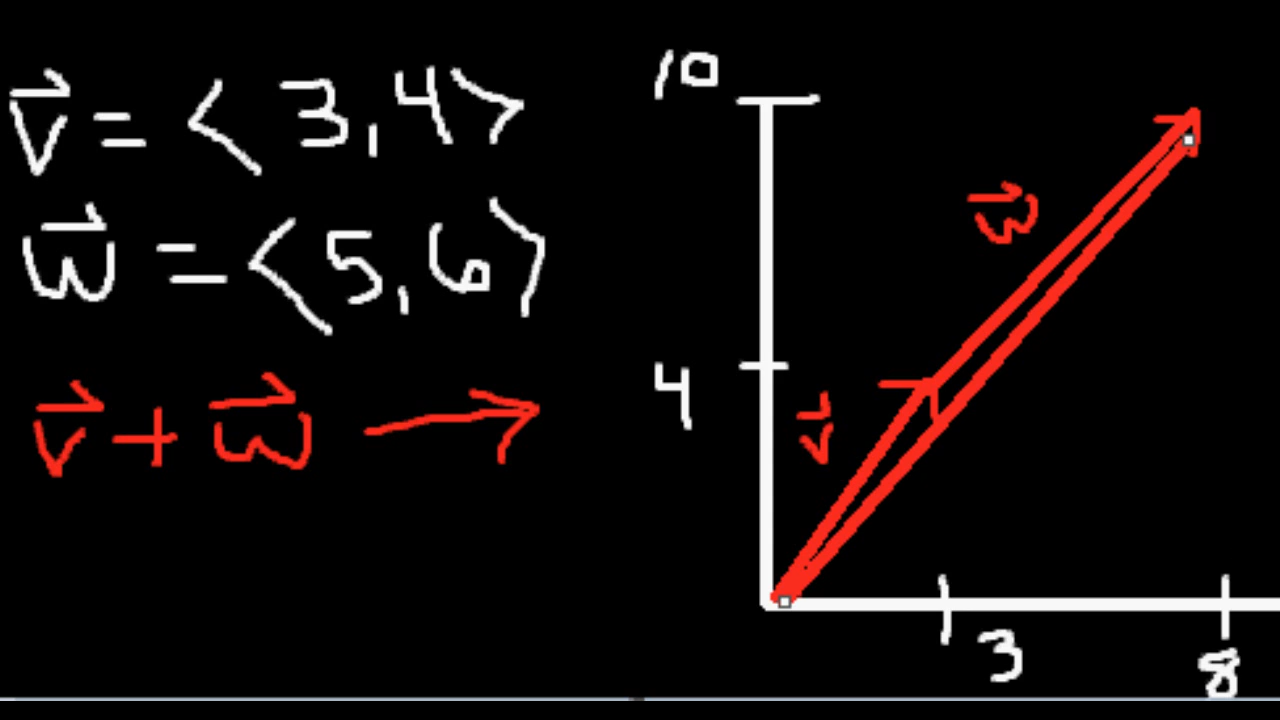 v⃗ = ⟨3,4⟩
w⃗ = ⟨5,6⟩
v⃗ + w⃗ →
10
w⃗
4
v⃗
3
8